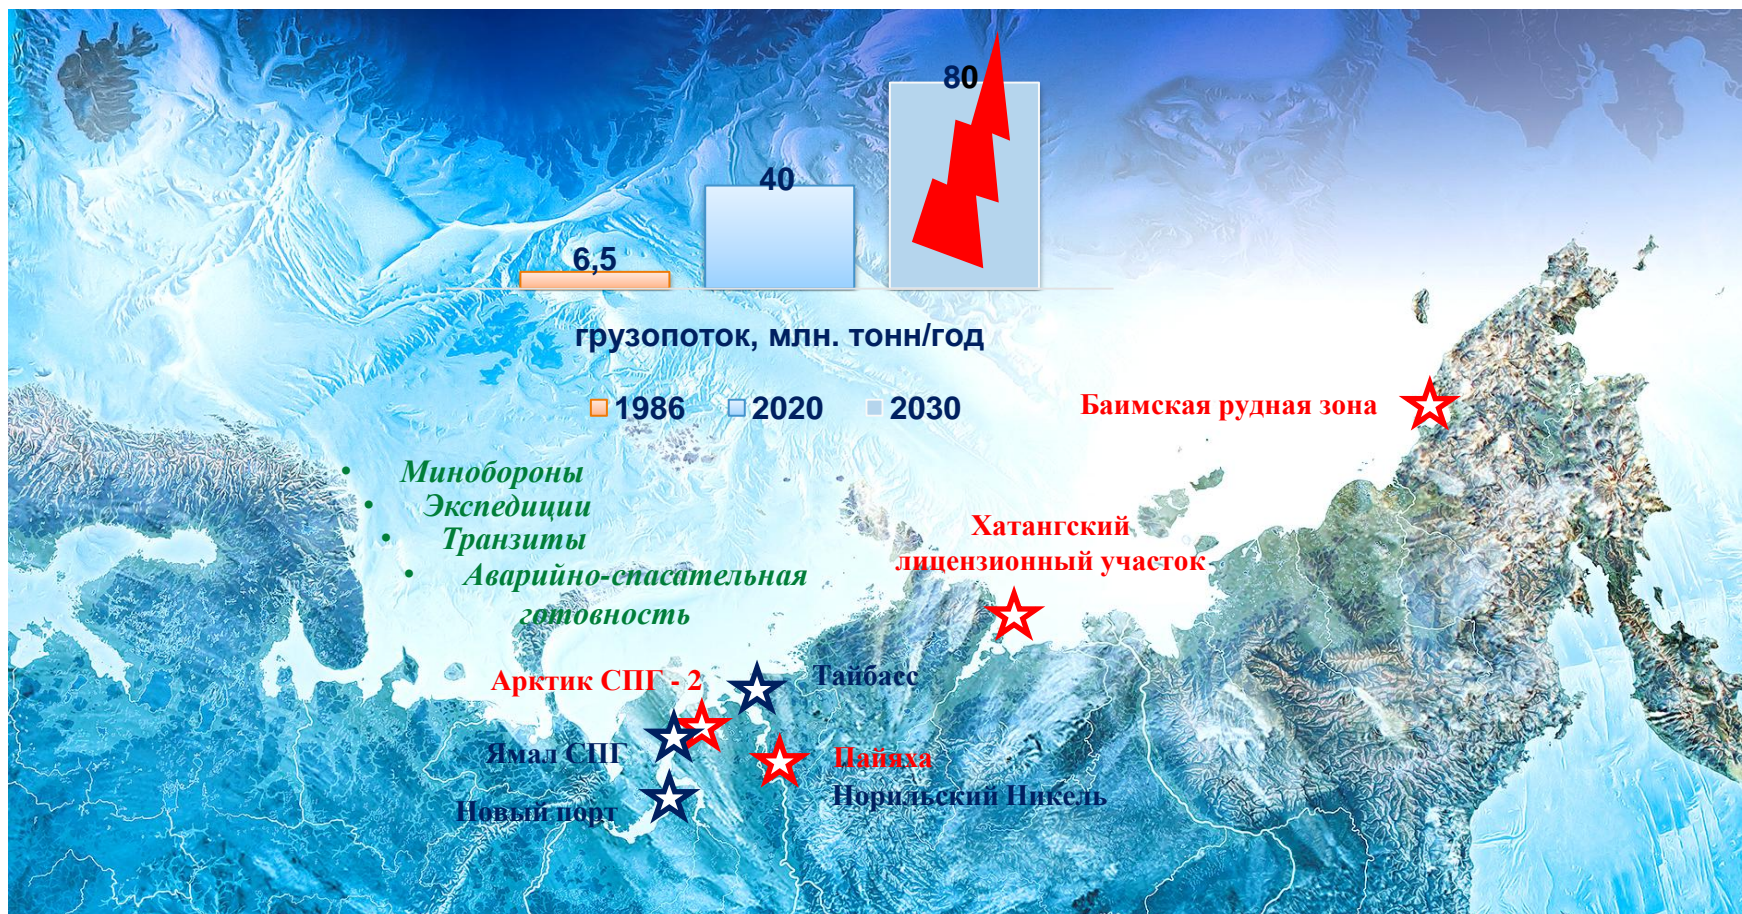 80
40
6,5
грузопоток, млн. тонн/год
1986 2020 2030
Баимская рудная зона
• Минобороны
• Экспедиции
• Транзиты
• Аварийно-спасательная
готовность
Хатангский
лицензионный участок
Арктик СПГ - 2
Тайбасс
Ямал СПГ
Пайяха
Новый порт
Норильский Никель